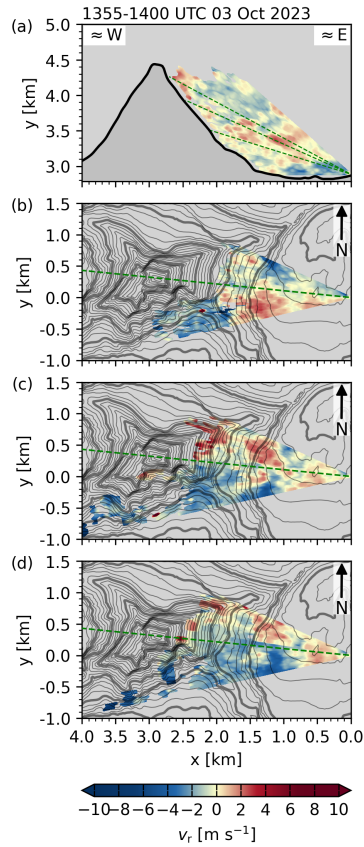 1355-1400 UTC 03 Oct 2023
(a)
≈ W
≈ E
5.0
4.5
4.0
3.5
3.0
y [km]
(b)
1.5
1.0
0.5
0.0
-0.5
-1.0
y [km]
N
(c)
1.5
1.0
0.5
0.0
-0.5
-1.0
y [km]
N
(d)
1.5
1.0
0.5
0.0
-0.5
-1.0
y [km]
N
4.0 3.5 3.0 2.5 2.0 1.5 1.0 0.5 0.0
x [km]
−10 −8 −6 −4 −2 0 2 4 6 8 10
vr [m s⁻¹]